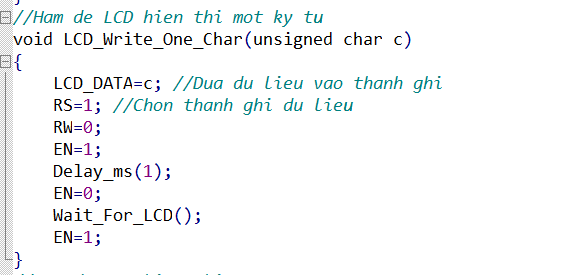 //Ham de LCD hien thi mot ky tu
void LCD_Write_One_Char(unsigned char c)
{
LCD_DATA=c; //Dua du lieu vao thanh ghi
RS=1; //Chon thanh ghi du lieu
RW=0;
EN=1;
Delay_ms(1);
EN=0;
Wait_For_LCD();
EN=1;
}